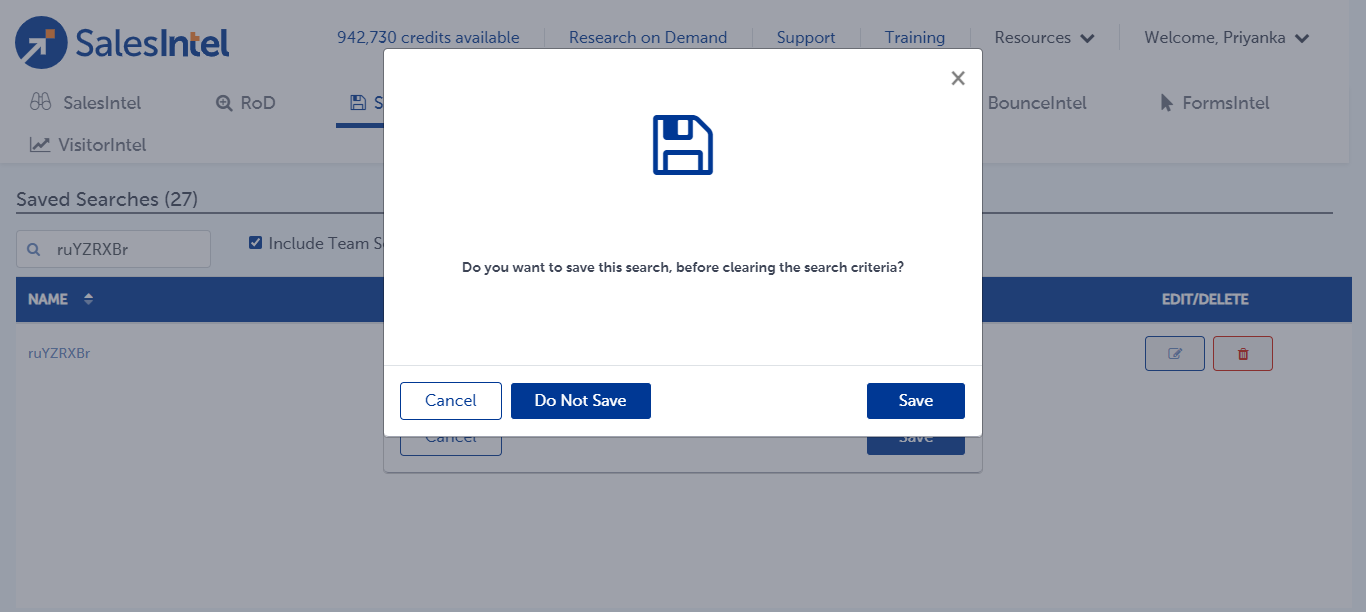 SalesIntel
942,730 credits available
Research on Demand
Support
Training
Resources
Welcome, Priyanka
SalesIntel
RoD
S
BounceIntel
FormsIntel
VisitorIntel
Saved Searches (27)
ruYZRXBr
Include Team S
Do you want to save this search, before clearing the search criteria?
NAME
EDIT/DELETE
ruYZRXBr
Cancel
Do Not Save
Save
Cancel
Save